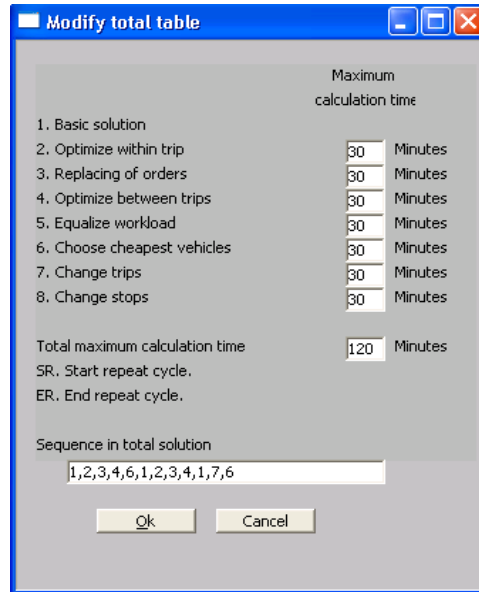 Modify total table
Maximum
calculation time
1. Basic solution
2. Optimize within trip 30 Minutes
3. Replacing of orders 30 Minutes
4. Optimize between trips 30 Minutes
5. Equalize workload 30 Minutes
6. Choose cheapest vehicles 30 Minutes
7. Change trips 30 Minutes
8. Change stops 30 Minutes
Total maximum calculation time 120 Minutes
SR. Start repeat cycle.
ER. End repeat cycle.
Sequence in total solution
1,2,3,4,6,1,2,3,4,1,7,6
Ok Cancel